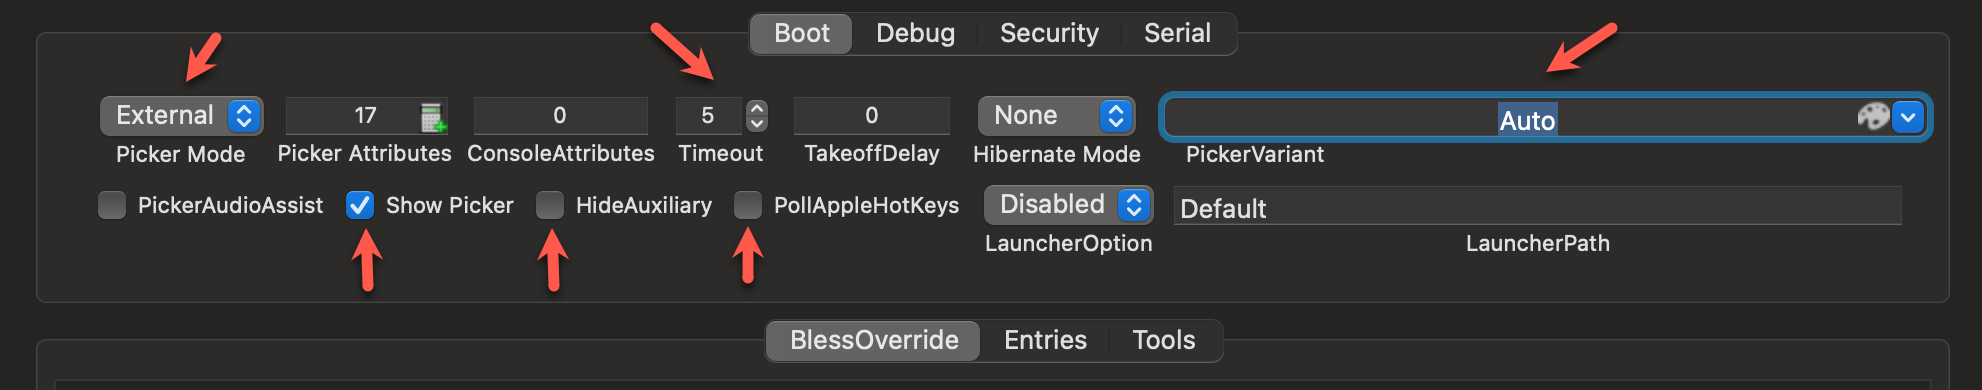 Boot Debug Security Serial
External 17 0 5 0 None Auto
Picker Mode Picker Attributes ConsoleAttributes Timeout TakeoffDelay Hibernate Mode PickerVariant
PickerAudioAssist Show Picker HideAuxiliary PollAppleHotKeys Disabled Default
LauncherOption LauncherPath
BlessOverride Entries Tools